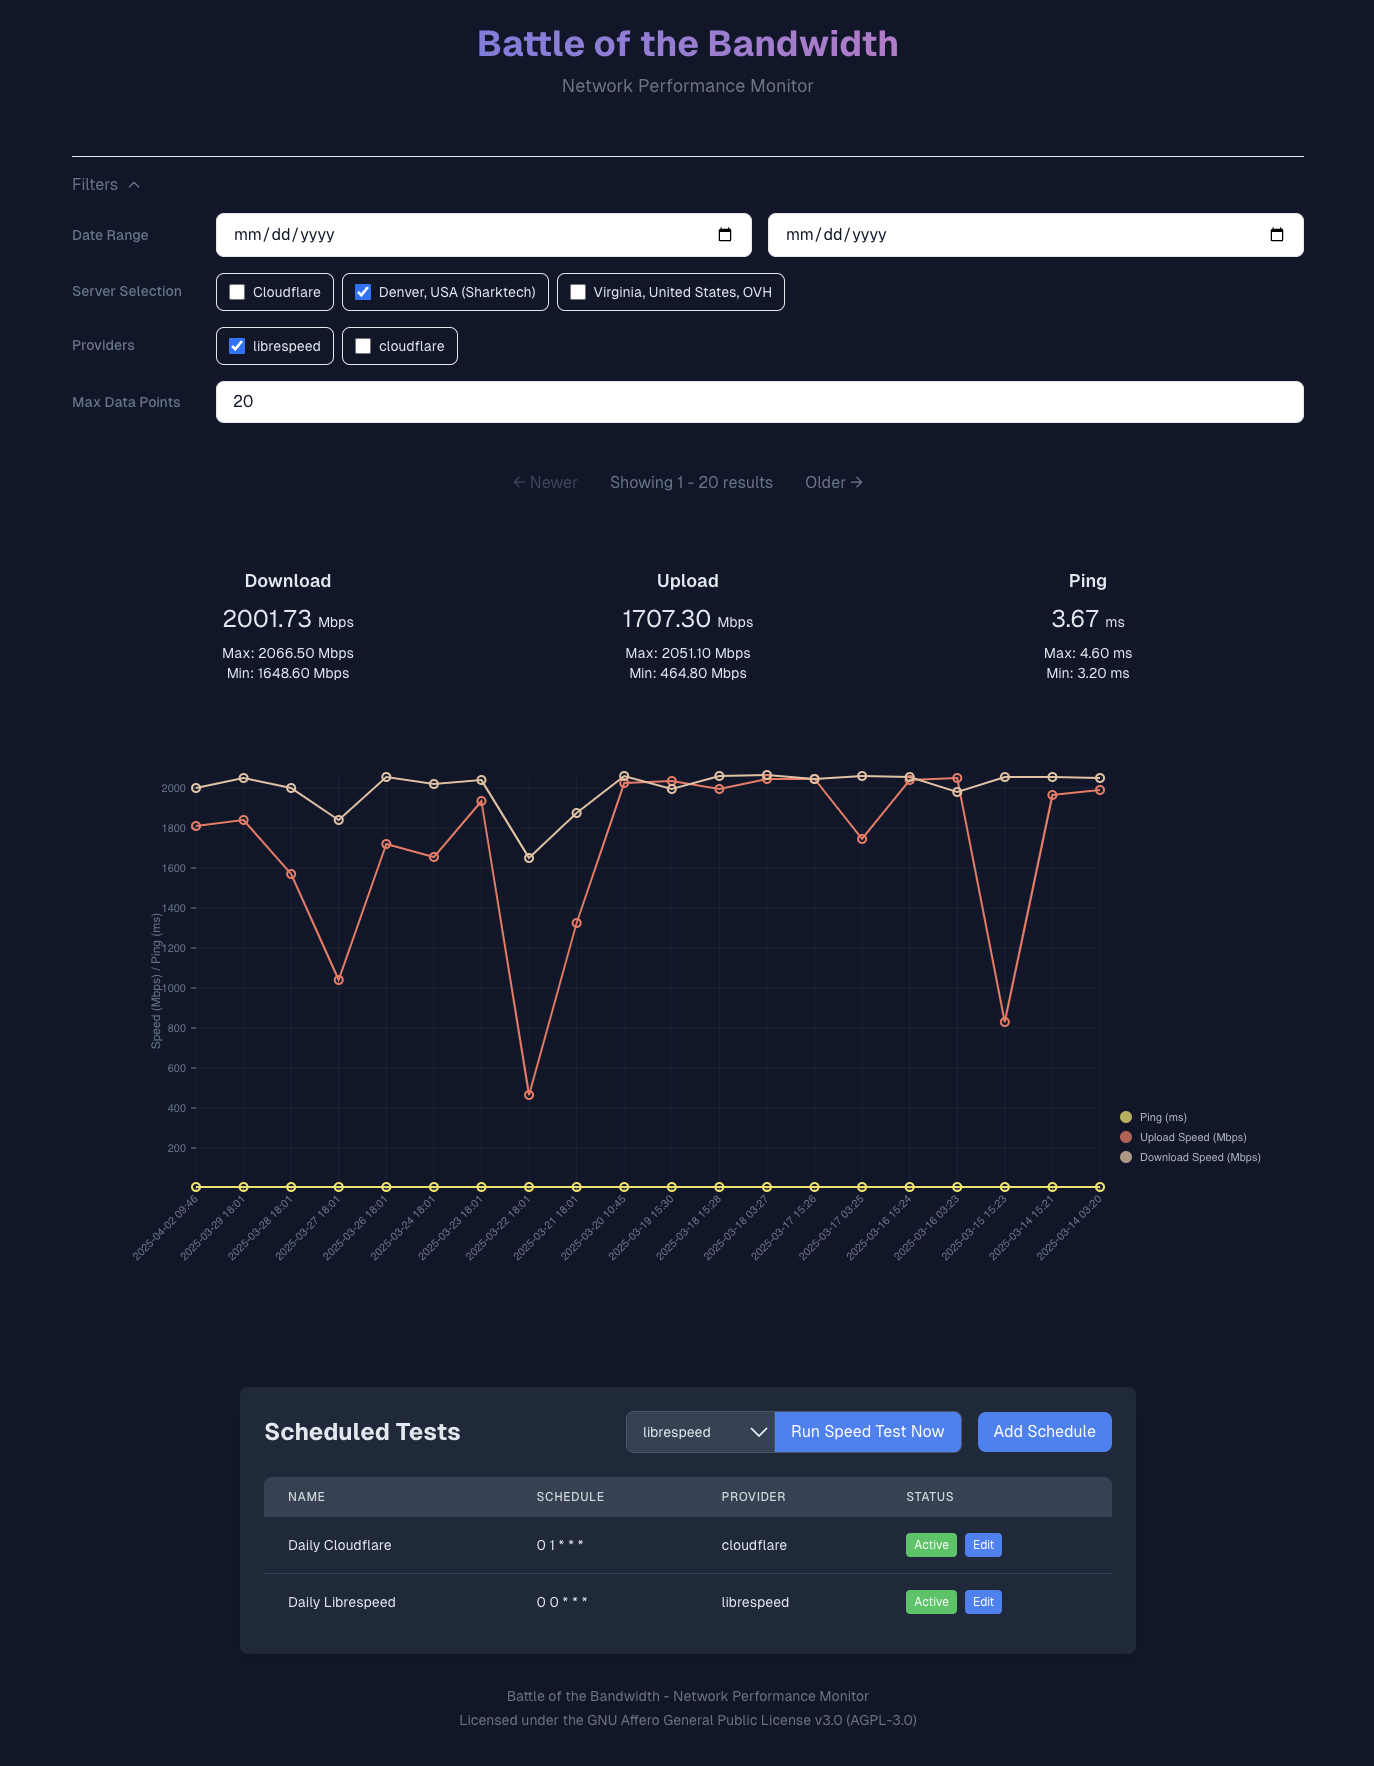 Battle of the Bandwidth
Network Performance Monitor
Filters
Date Range mm/dd/yyyy mm/dd/yyyy
Server Selection Cloudflare Denver, USA (Sharktech) Virginia, United States, OVH
Providers librespeed cloudflare
Max Data Points 20
← Newer Showing 1 - 20 results Older →
Download Upload Ping
2001.73 Mbps 1707.30 Mbps 3.67 ms
Max: 2066.50 Mbps Max: 2051.10 Mbps Max: 4.60 ms
Min: 1648.60 Mbps Min: 464.80 Mbps Min: 3.20 ms
Speed (Mbps) / Ping (ms)
2000
1800
1600
1400
1200
1000
800
600
400
200
Ping (ms)
Upload Speed (Mbps)
Download Speed (Mbps)
2025-04-02 09:46
2025-03-29 18:01
2025-03-28 18:01
2025-03-27 18:01
2025-03-26 18:01
2025-03-24 18:01
2025-03-23 18:01
2025-03-22 18:01
2025-03-21 18:01
2025-03-20 10:45
2025-03-19 15:30
2025-03-18 15:28
2025-03-18 03:27
2025-03-17 15:26
2025-03-17 03:25
2025-03-16 15:24
2025-03-16 03:23
2025-03-15 15:23
2025-03-14 15:21
2025-03-14 03:20
Scheduled Tests librespeed Run Speed Test Now Add Schedule
NAME SCHEDULE PROVIDER STATUS
Daily Cloudflare 0 1 * * * cloudflare Active Edit
Daily Librespeed 0 0 * * * librespeed Active Edit
Battle of the Bandwidth - Network Performance Monitor
Licensed under the GNU Affero General Public License v3.0 (AGPL-3.0)